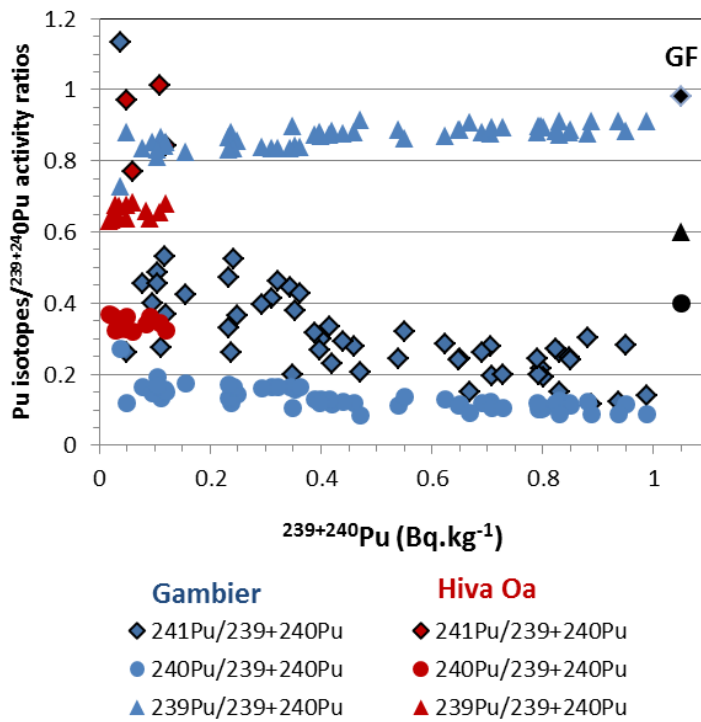 Pu isotopes/239+240Pu activity ratios
1.2
1
0.8
0.6
0.4
0.2
0
GF
0
0.2
0.4
0.6
0.8
1
239+240Pu (Bq.kg-1)
Gambier
Hiva Oa
241Pu/239+240Pu
241Pu/239+240Pu
240Pu/239+240Pu
240Pu/239+240Pu
239Pu/239+240Pu
239Pu/239+240Pu